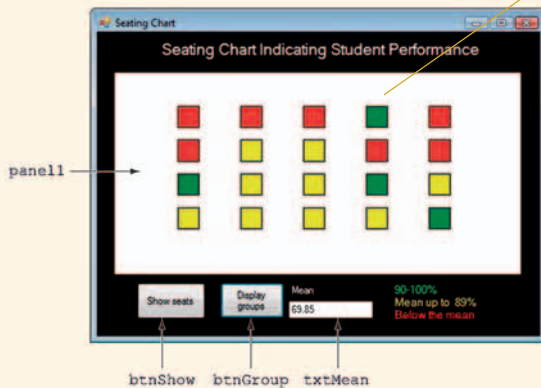 Seating Chart
Seating Chart Indicating Student Performance
panel1
Show seats
Display
groups
Mean
69.85
90-100%
Mean up to 89%
Below the mean
btnShow btnGroup txtMean